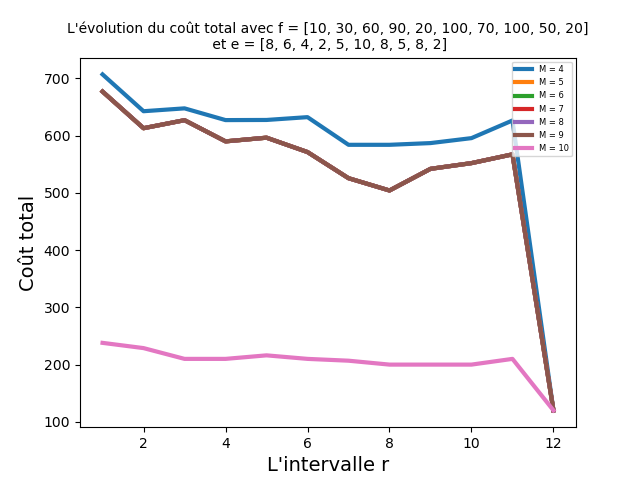 L'évolution du coût total avec f = [10, 30, 60, 90, 20, 100, 70, 100, 50, 20]
et e = [8, 6, 4, 2, 5, 10, 8, 5, 8, 2]
M = 4
M = 5
M = 6
M = 7
M = 8
M = 9
M = 10
Coût total
700
600
500
400
300
200
100
2
4
6
8
10
12
L'intervalle r